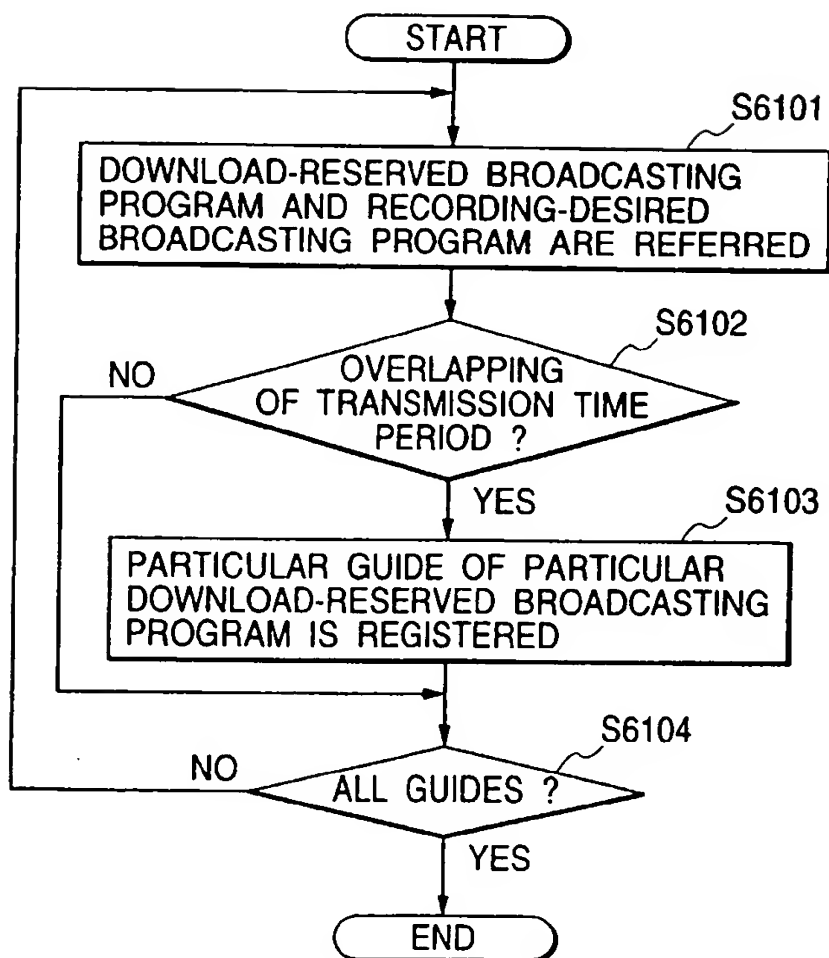 START
S6101
DOWNLOAD-RESERVED BROADCASTING
PROGRAM AND RECORDING-DESIRED
BROADCASTING PROGRAM ARE REFERRED
S6102
NO
OVERLAPPING
OF TRANSMISSION TIME
PERIOD ?
YES
S6103
PARTICULAR GUIDE OF PARTICULAR
DOWNLOAD-RESERVED BROADCASTING
PROGRAM IS REGISTERED
S6104
NO
ALL GUIDES ?
YES
END